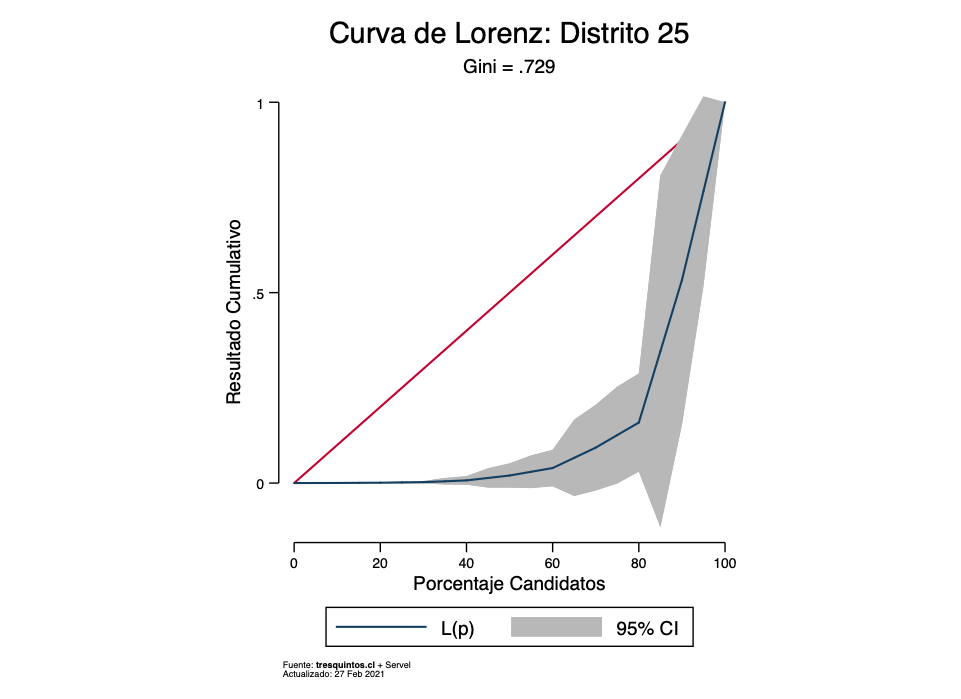 Curva de Lorenz: Distrito 25
Gini = .729
1
.5
0
Resultado Cumulativo
0 20 40 60 80 100
Porcentaje Candidatos
L(p) 95% CI
Fuente: tresquintos.cl + Servel
Actualizado: 27 Feb 2021